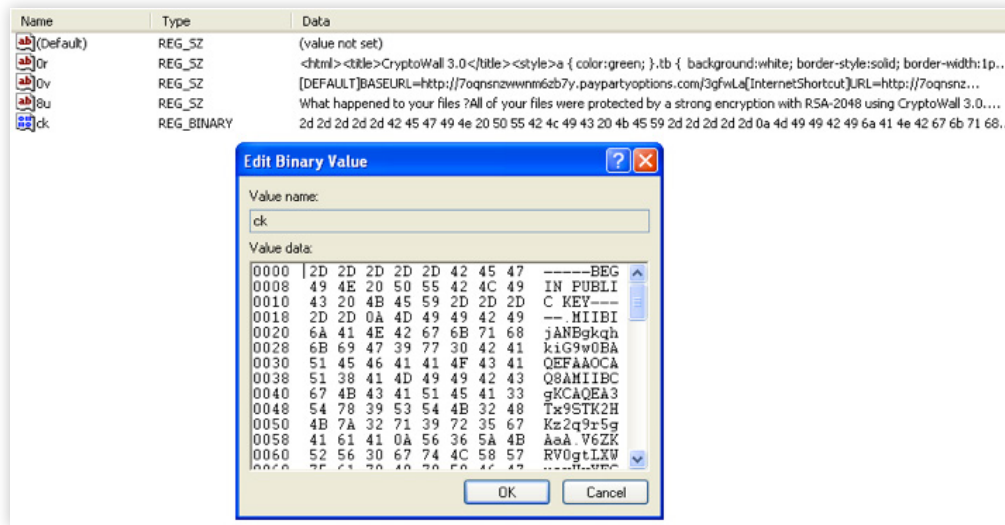 Name Type Data
(Default) REG_SZ (value not set)
0r REG_SZ <html><title>CryptoWall 3.0</title><style>a { color:green; }.tb { background:white; border-style:solid; border-width:1p...
0v REG_SZ [DEFAULT]BASEURL=http://7oqnsnzwwnm6zb7y.paypartyoptions.com/3gfwLa[InternetShortcut]URL=http://7oqnsnz...
8u REG_SZ What happened to your files ?All of your files were protected by a strong encryption with RSA-2048 using CryptoWall 3.0....
ck REG_BINARY 2d 2d 2d 2d 2d 42 45 47 49 4e 20 50 55 42 4c 49 43 20 4b 45 59 2d 2d 2d 2d 2d 0a 4d 49 49 42 49 6a 41 4e 42 67 6b 71 68...
Edit Binary Value
Value name:
ck
Value data:
0000 2D 2D 2D 2D 2D 42 45 47 -----BEG
0008 49 4E 20 50 55 42 4C 49 IN PUBLI
0010 43 20 4B 45 59 2D 2D 2D C KEY---
0018 2D 2D 0A 4D 49 49 42 49 --.MIIBI
0020 6A 41 4E 42 67 6B 71 68 jANBgkqh
0028 6B 69 47 39 77 30 42 41 kiG9w0BA
0030 51 45 46 41 41 4F 43 41 QEFAAOCA
0038 51 38 41 4D 49 49 42 43 Q8AMIIBC
0040 67 4B 43 41 51 45 41 33 gKCAQEA3
0048 54 78 39 53 54 4B 32 48 Tx9STK2H
0050 4B 7A 32 71 39 72 35 67 Kz2q9r5g
0058 41 61 41 0A 56 36 5A 4B AaA.V6ZK
0060 52 56 30 67 74 4C 58 57 RV0gtLXW
OK Cancel